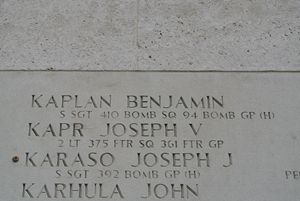 KAPLAN BENJAMIN
S SGT 410 BOMB SQ 94 BOMB GP (H)
KAPR JOSEPH V
2 LT 375 FTR SQ 361 FTR GP
KARASO JOSEPH J
S SGT 392 BOMB GP (H)
KARHULA JOHN